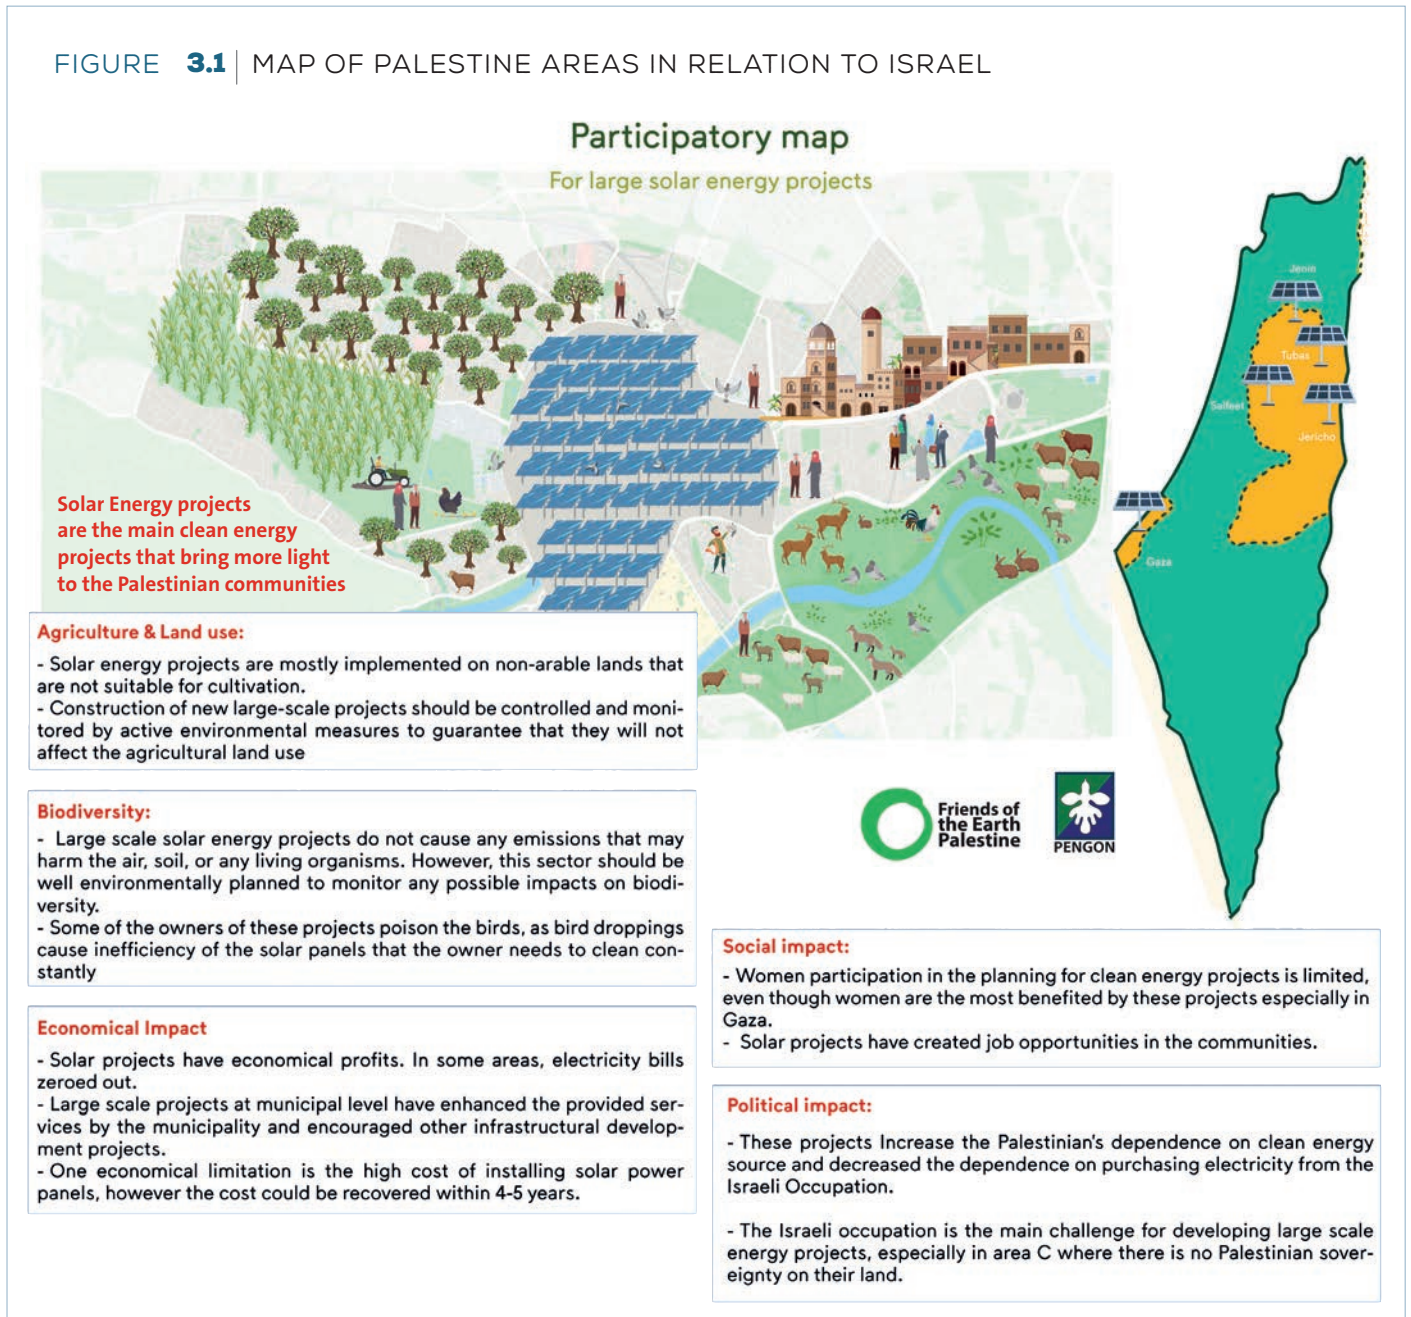 FIGURE 3.1 | MAP OF PALESTINE AREAS IN RELATION TO ISRAEL
Participatory map
For large solar energy projects
Jenin
Tubas
Salfeet
Jericho
Gaza
Solar Energy projects
are the main clean energy
projects that bring more light
to the Palestinian communities
Agriculture & Land use:
- Solar energy projects are mostly implemented on non-arable lands that
are not suitable for cultivation.
- Construction of new large-scale projects should be controlled and moni-
tored by active environmental measures to guarantee that they will not
affect the agricultural land use
Biodiversity:
- Large scale solar energy projects do not cause any emissions that may
harm the air, soil, or any living organisms. However, this sector should be
well environmentally planned to monitor any possible impacts on biodi-
versity.
- Some of the owners of these projects poison the birds, as bird droppings
cause inefficiency of the solar panels that the owner needs to clean con-
stantly
Economical Impact
- Solar projects have economical profits. In some areas, electricity bills
zeroed out.
- Large scale projects at municipal level have enhanced the provided ser-
vices by the municipality and encouraged other infrastructural develop-
ment projects.
- One economical limitation is the high cost of installing solar power
panels, however the cost could be recovered within 4-5 years.
Friends of
the Earth
Palestine
PENGON
Social impact:
- Women participation in the planning for clean energy projects is limited,
even though women are the most benefited by these projects especially in
Gaza.
- Solar projects have created job opportunities in the communities.
Political impact:
- These projects Increase the Palestinian's dependence on clean energy
source and decreased the dependence on purchasing electricity from the
Israeli Occupation.
- The Israeli occupation is the main challenge for developing large scale
energy projects, especially in area C where there is no Palestinian sover-
eignty on their land.